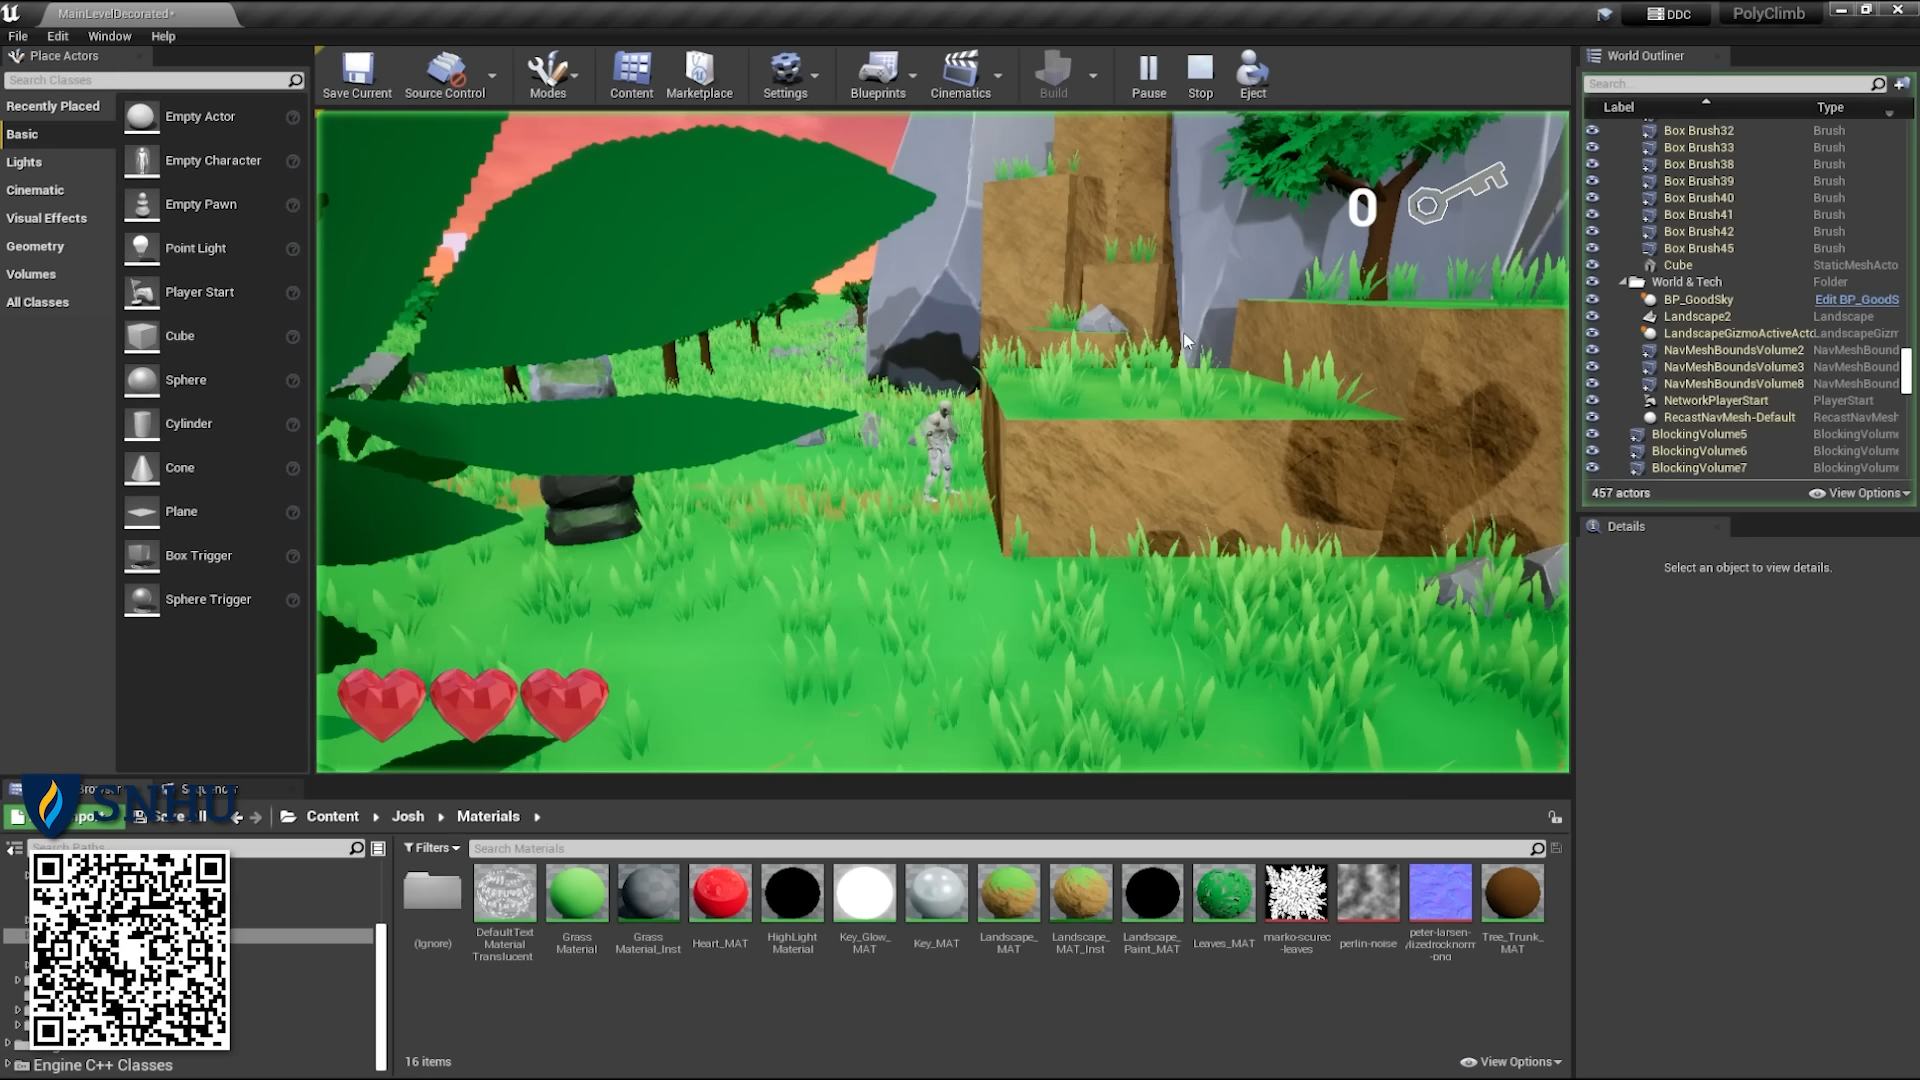 MainLevelDecorated*
DDC
PolyClimb
File Edit Window Help
Place Actors
Search Classes
Recently Placed
Basic
Lights
Cinematic
Visual Effects
Geometry
Volumes
All Classes
Empty Actor
Empty Character
Empty Pawn
Point Light
Player Start
Cube
Sphere
Cylinder
Cone
Plane
Box Trigger
Sphere Trigger
Save Current
Source Control
Modes
Content
Marketplace
Settings
Blueprints
Cinematics
Build
Pause
Stop
Eject
0
World Outliner
Search...
Label Type
Box Brush32 Brush
Box Brush33 Brush
Box Brush38 Brush
Box Brush39 Brush
Box Brush40 Brush
Box Brush41 Brush
Box Brush42 Brush
Box Brush45 Brush
Cube StaticMeshActo
World & Tech Folder
BP_GoodSky Edit BP_GoodS
Landscape2 Landscape
LandscapeGizmoActiveActo LandscapeGizm
NavMeshBoundsVolume2 NavMeshBound
NavMeshBoundsVolume3 NavMeshBound
NavMeshBoundsVolume8 NavMeshBound
NetworkPlayerStart PlayerStart
RecastNavMesh-Default RecastNavMesh
BlockingVolume5 BlockingVolume
BlockingVolume6 BlockingVolume
BlockingVolume7 BlockingVolume
457 actors
View Options
Details
Select an object to view details.
SNHU
Content Josh Materials
Search Paths
Filters
Search Materials
(Ignore)
DefaultText
Material
Translucent
Grass
Material
Grass
Material_Inst
Heart_MAT
HighLight
Material
Key_Glow_
MAT
Key_MAT
Landscape_
MAT
Landscape_
MAT_Inst
Landscape_
Paint_MAT
Leaves_MAT
marko-scurec
-leaves
perlin-noise
peter-larsen-
/lizedrocknorm
-png
Tree_Trunk_
MAT
Engine C++ Classes
16 items
View Options